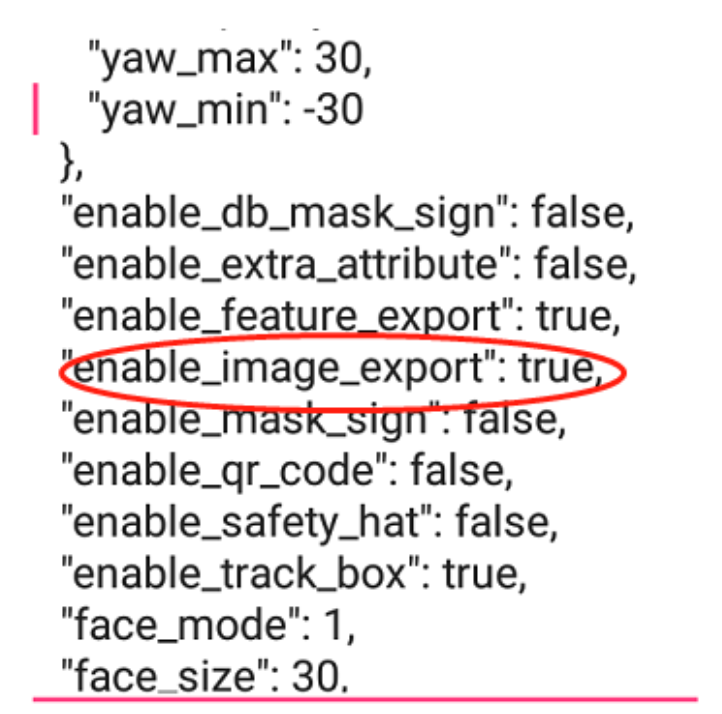 "yaw_max": 30,
"yaw_min": -30
},
"enable_db_mask_sign": false,
"enable_extra_attribute": false,
"enable_feature_export": true,
"enable_image_export": true,
"enable_mask_sign": false,
"enable_qr_code": false,
"enable_safety_hat": false,
"enable_track_box": true,
"face_mode": 1,
"face_size": 30,